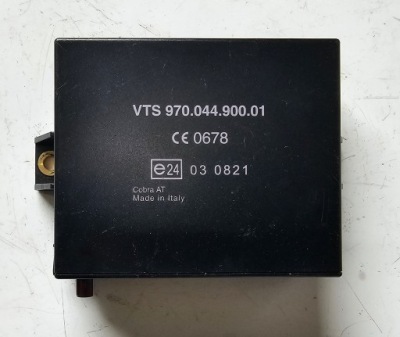 VTS 970.044.900.01
CE 0678
e24 03 0821
Cobra AT
Made in Italy